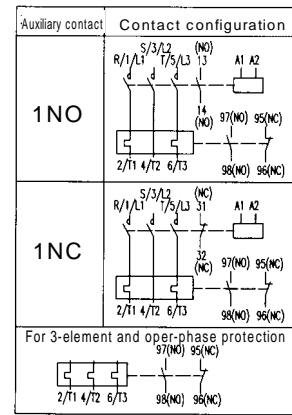 Auxiliary contact Contact configuration
1NO
S/3/L2 (NO)
R/1/L1 T/5/L3 13 A1 A2
14
(NO) 97(NO) 95(NC)
2/T1 4/T2 6/T3 98(NO) 96(NC)
1NC
S/3/L2 (NC)
R/1/L1 T/5/L3 31 A1 A2
32
(NC) 97(NO) 95(NC)
2/T1 4/T2 6/T3 98(NO) 96(NC)
For 3-element and oper-phase protection
97(NO) 95(NC)
2/T1 4/T2 6/T3 98(NO) 96(NC)